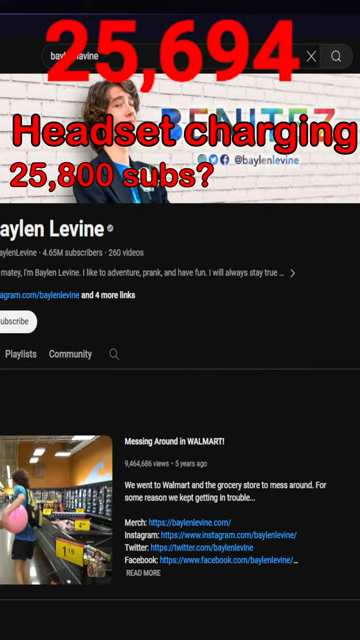 25,694
baylenlevine
BENITEZ
Headset charging
@baylenlevine
25,800 subs?
aylen Levine
aylenLevine · 4.65M subscribers · 260 videos
matey, I'm Baylen Levine. I like to adventure, prank, and have fun. I will always stay true ...
tagram.com/baylenlevine and 4 more links
ubscribe
Playlists Community
Messing Around in WALMART!
9,464,686 views • 5 years ago
We went to Walmart and the grocery store to mess around. For
some reason we kept getting in trouble...
Merch: https://baylenlevine.com/
Instagram: https://www.instagram.com/baylenlevine/
Twitter: https://twitter.com/baylenlevine
Facebook: https://www.facebook.com/baylenlevine/...
READ MORE